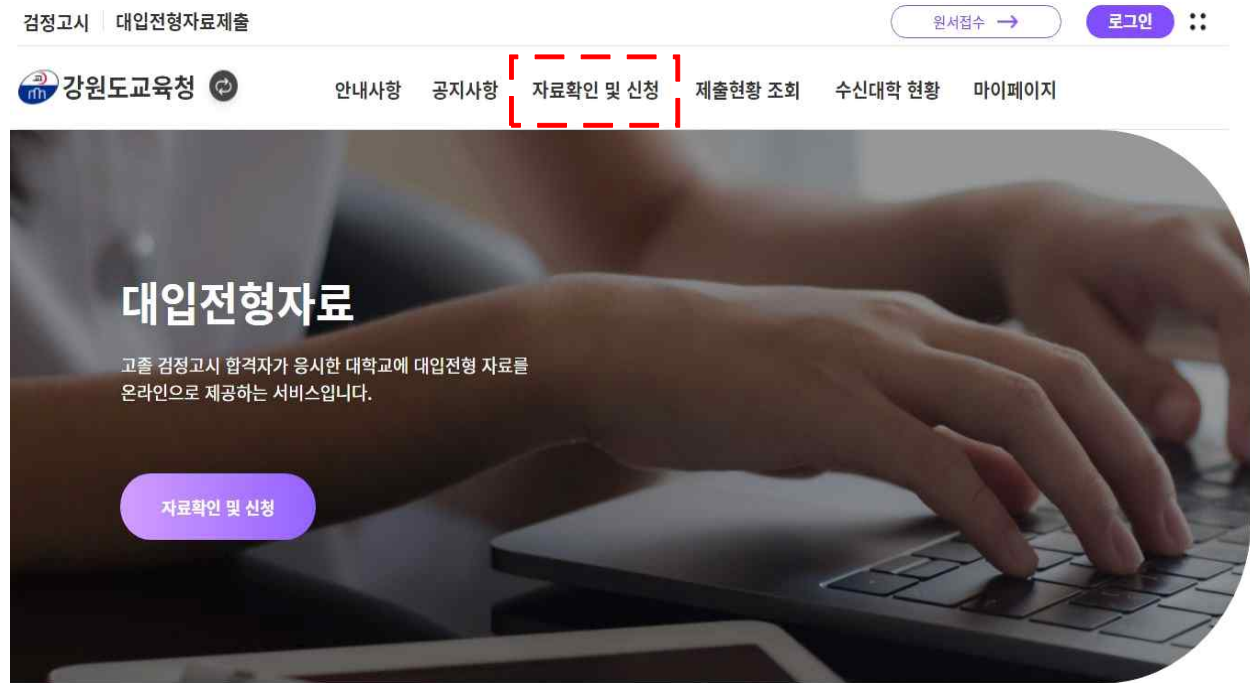 검정고시 대입전형자료제출 원서접수 → 로그인
강원도교육청 안내사항 공지사항 자료확인 및 신청 제출현황 조회 수신대학 현황 마이페이지
대입전형자료
고졸 검정고시 합격자가 응시한 대학교에 대입전형 자료를
온라인으로 제공하는 서비스입니다.
자료확인 및 신청